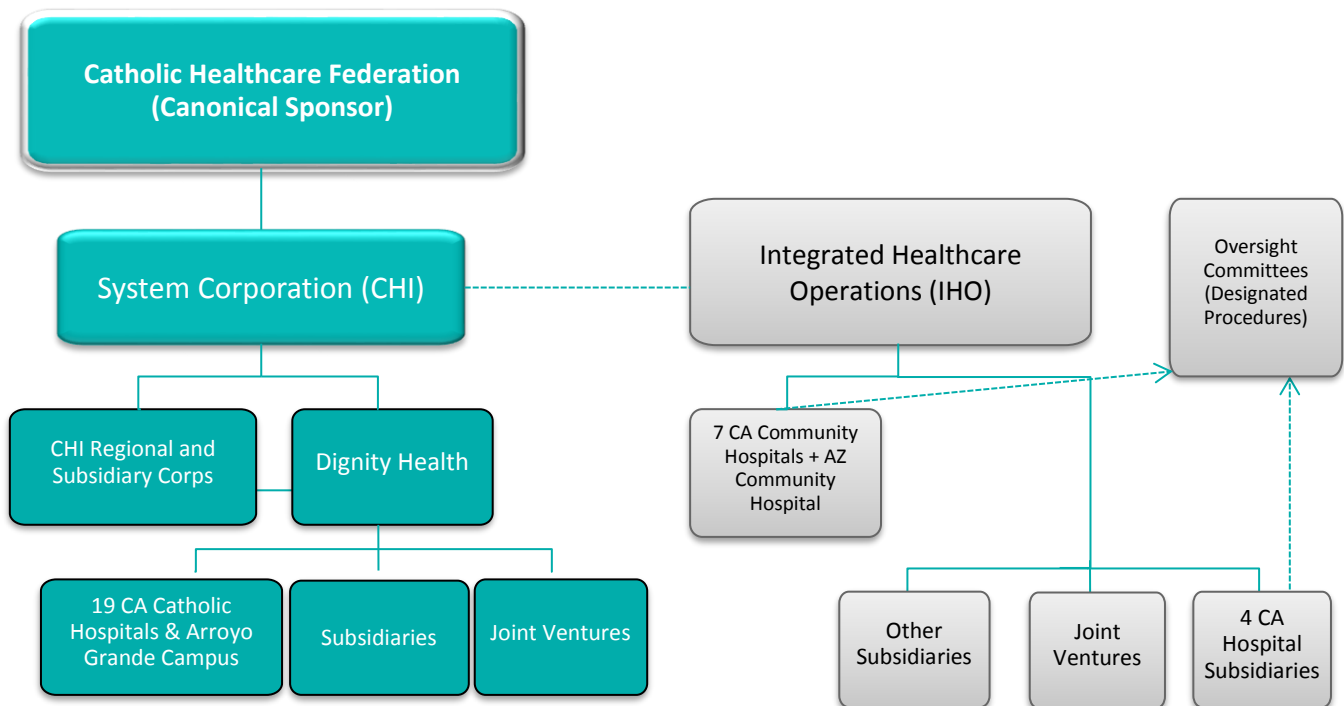 Catholic Healthcare Federation
(Canonical Sponsor)
System Corporation (CHI)
Integrated Healthcare
Operations (IHO)
Oversight
Committees
(Designated
Procedures)
CHI Regional and
Subsidiary Corps
Dignity Health
7 CA Community
Hospitals + AZ
Community
Hospital
19 CA Catholic
Hospitals & Arroyo
Grande Campus
Subsidiaries
Joint Ventures
Other
Subsidiaries
Joint
Ventures
4 CA
Hospital
Subsidiaries